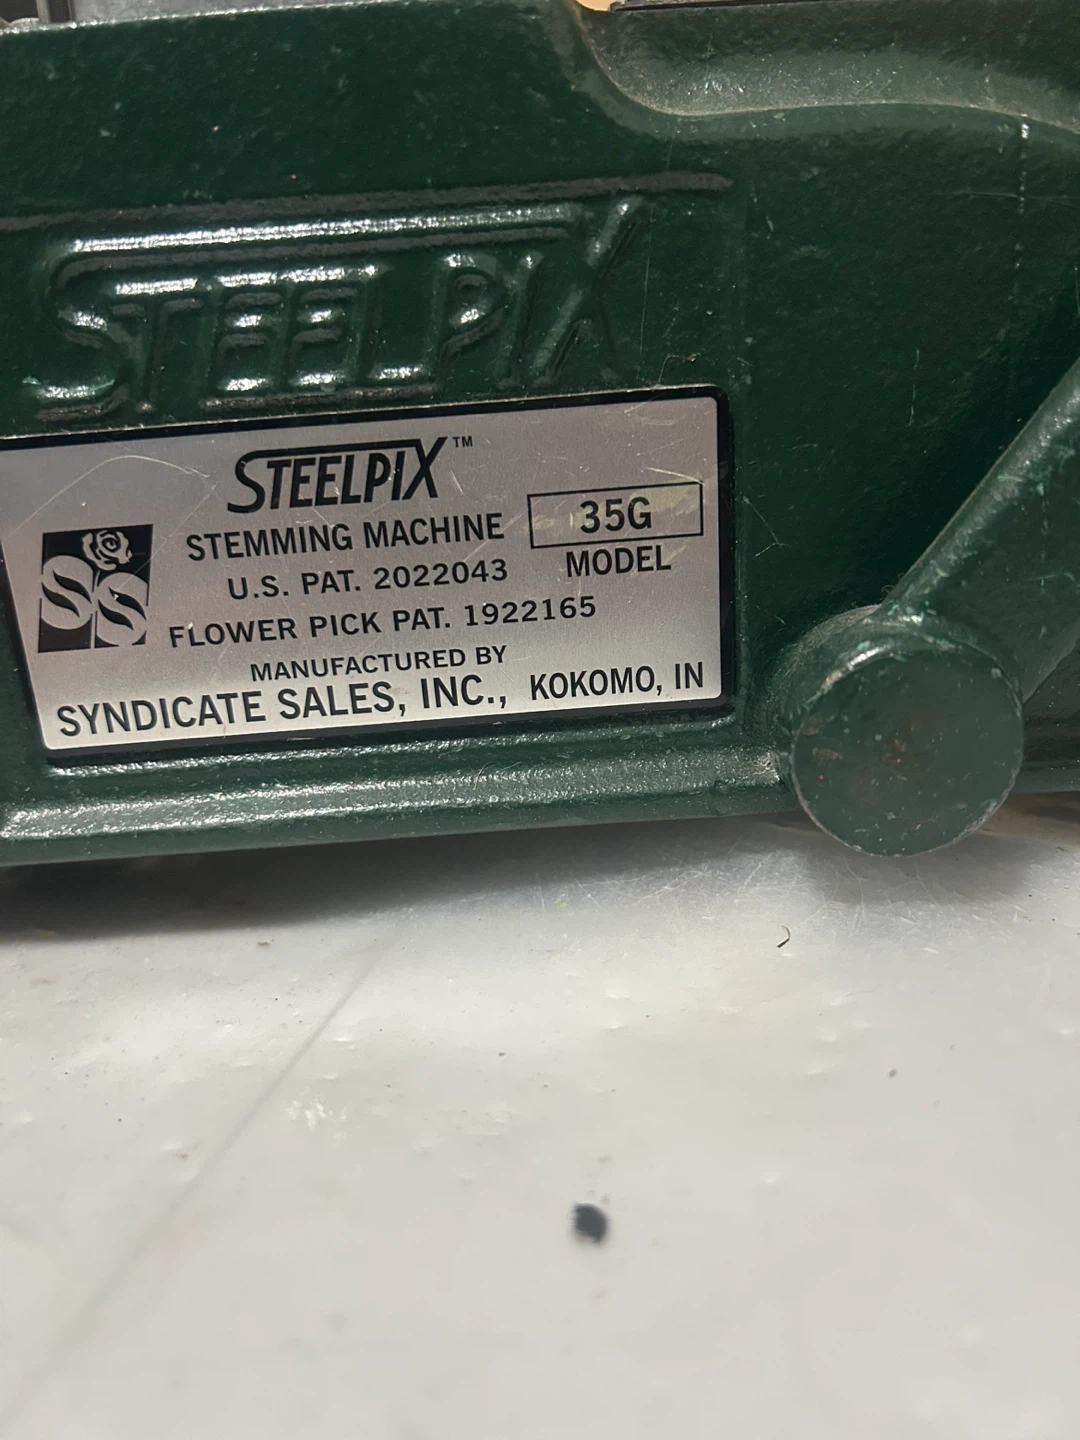 STEELPIX
STEELPIX™
STEMMING MACHINE
35G
MODEL
U.S. PAT. 2022043
FLOWER PICK PAT. 1922165
SS
MANUFACTURED BY
SYNDICATE SALES, INC., KOKOMO, IN